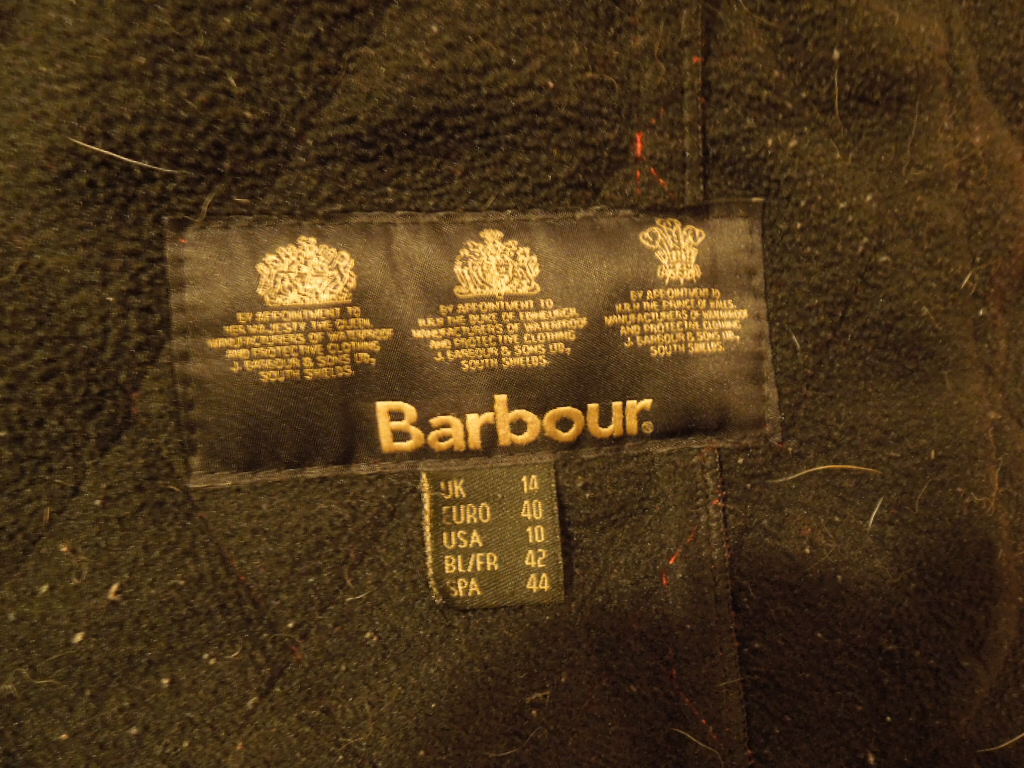 BY APPOINTMENT TO
HER MAJESTY THE QUEEN
MANUFACTURERS OF WATERPROOF
AND PROTECTIVE CLOTHING
J. BARBOUR & SONS LTD.,
SOUTH SHIELDS.
BY APPOINTMENT TO
H.R.H THE DUKE OF EDINBURGH
MANUFACTURERS OF WATERPROOF
AND PROTECTIVE CLOTHING
J. BARBOUR & SONS LTD.,
SOUTH SHIELDS.
BY APPOINTMENT TO
H.R.H THE PRINCE OF WALES,
MANUFACTURERS OF WATERPROOF
AND PROTECTIVE CLOTHING
J. BARBOUR & SONS LTD.,
SOUTH SHIELDS
Barbour®
UK 14
EURO 40
USA 10
BL/FR 42
SPA 44